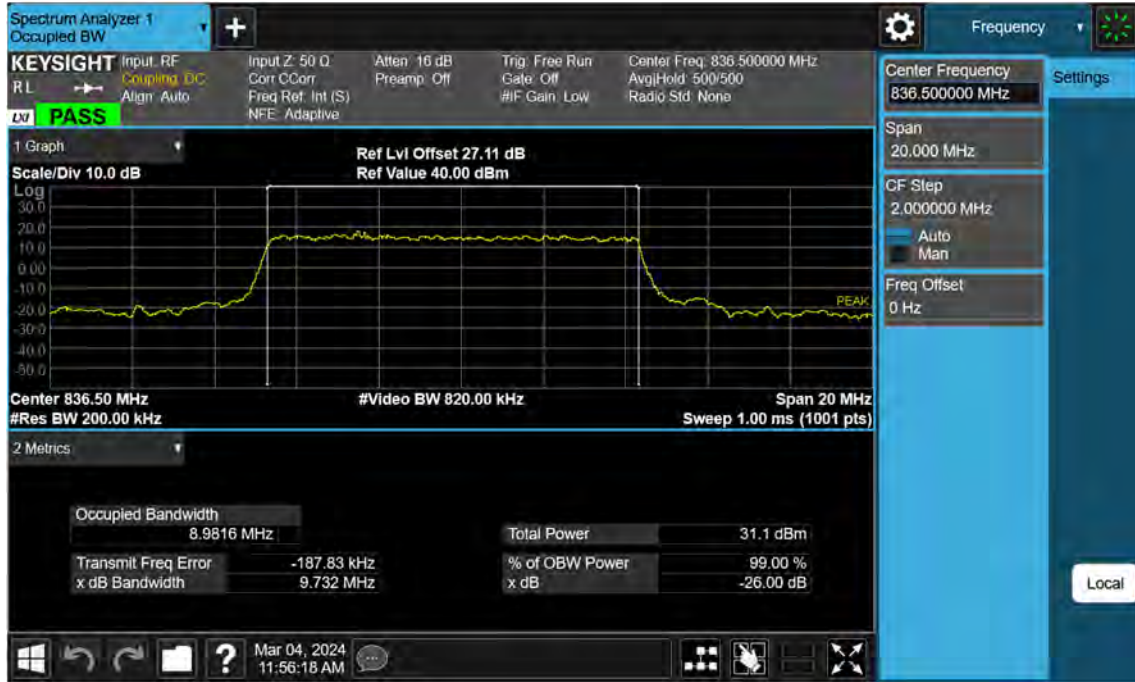 Spectrum Analyzer 1
Occupied BW
+
Frequency
KEYSIGHT
RL
LXI
PASS
Input: RF
Coupling: DC
Align: Auto
Input Z: 50 Ω
Corr CCorr
Freq Ref: Int (S)
NFE: Adaptive
Atten: 16 dB
Preamp: Off
Trig: Free Run
Gate: Off
#IF Gain: Low
Center Freq: 836.500000 MHz
Avg|Hold: 500/500
Radio Std: None
Center Frequency
836.500000 MHz
Settings
Span
20.000 MHz
CF Step
2.000000 MHz
Auto
Man
Freq Offset
0 Hz
Local
1 Graph
Scale/Div 10.0 dB
Ref Lvl Offset 27.11 dB
Ref Value 40.00 dBm
Log
30.0
20.0
10.0
0.00
-10.0
-20.0
-30.0
-40.0
-50.0
PEAK
Center 836.50 MHz
#Video BW 820.00 kHz
Span 20 MHz
#Res BW 200.00 kHz
Sweep 1.00 ms (1001 pts)
2 Metrics
Occupied Bandwidth
8.9816 MHz
Total Power 31.1 dBm
Transmit Freq Error -187.83 kHz
% of OBW Power 99.00 %
x dB Bandwidth 9.732 MHz
x dB -26.00 dB
?
Mar 04, 2024
11:56:18 AM